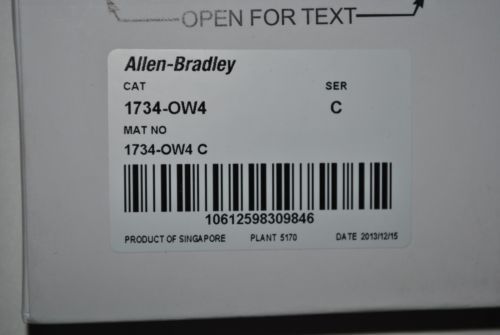 OPEN FOR TEXT
Allen-Bradley
CAT SER
1734-OW4 C
MAT NO
1734-OW4 C
10612598309846
PRODUCT OF SINGAPORE PLANT 5170 DATE 2013/12/15